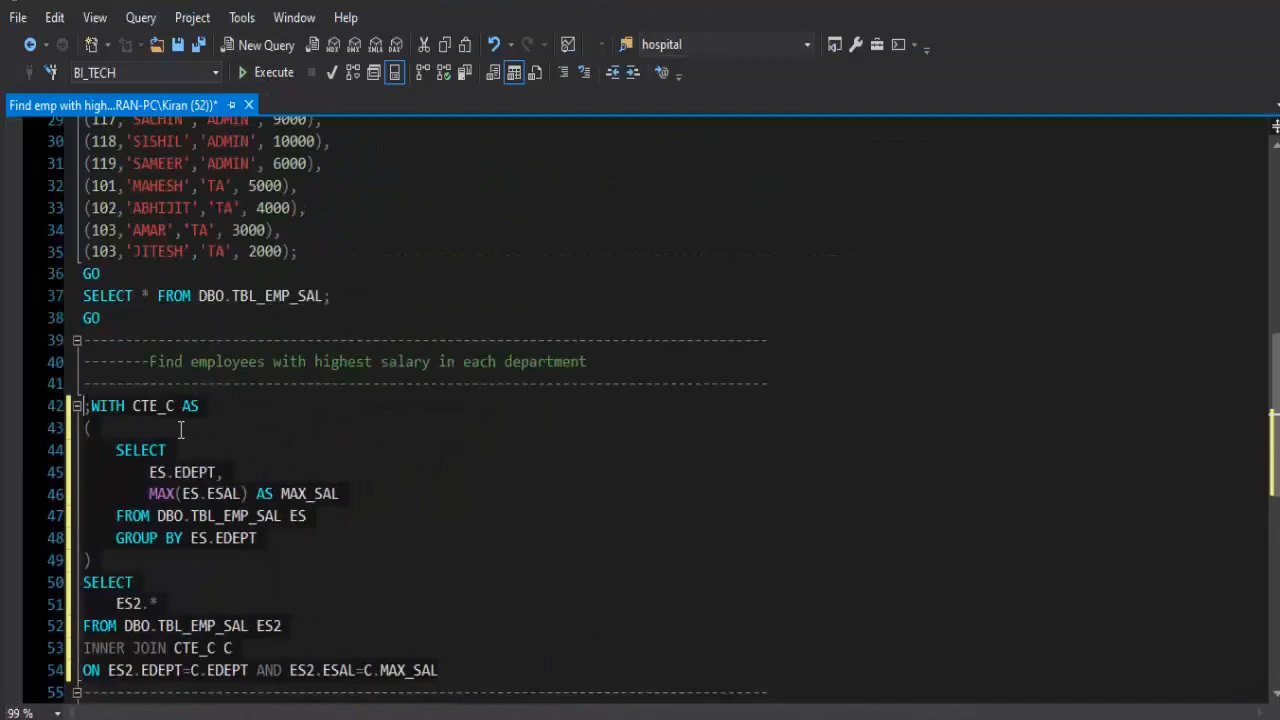 File Edit View Query Project Tools Window Help
New Query hospital
BI_TECH Execute
Find emp with high...RAN-PC\Kiran (52))*
29 (117,'SACHIN','ADMIN', 9000),
30 (118,'SISHIL','ADMIN', 10000),
31 (119,'SAMEER','ADMIN', 6000),
32 (101,'MAHESH','TA', 5000),
33 (102,'ABHIJIT','TA', 4000),
34 (103,'AMAR','TA', 3000),
35 (103,'JITESH','TA', 2000);
36 GO
37 SELECT * FROM DBO.TBL_EMP_SAL;
38 GO
39 -----------------------------------------------------------------------------------
40 --------Find employees with highest salary in each department
41 -----------------------------------------------------------------------------------
42 ;WITH CTE_C AS
43 (
44 SELECT
45 ES.EDEPT,
46 MAX(ES.ESAL) AS MAX_SAL
47 FROM DBO.TBL_EMP_SAL ES
48 GROUP BY ES.EDEPT
49 )
50 SELECT
51 ES2.*
52 FROM DBO.TBL_EMP_SAL ES2
53 INNER JOIN CTE_C C
54 ON ES2.EDEPT=C.EDEPT AND ES2.ESAL=C.MAX_SAL
55 -----------------------------------------------------------------------------------
99 %